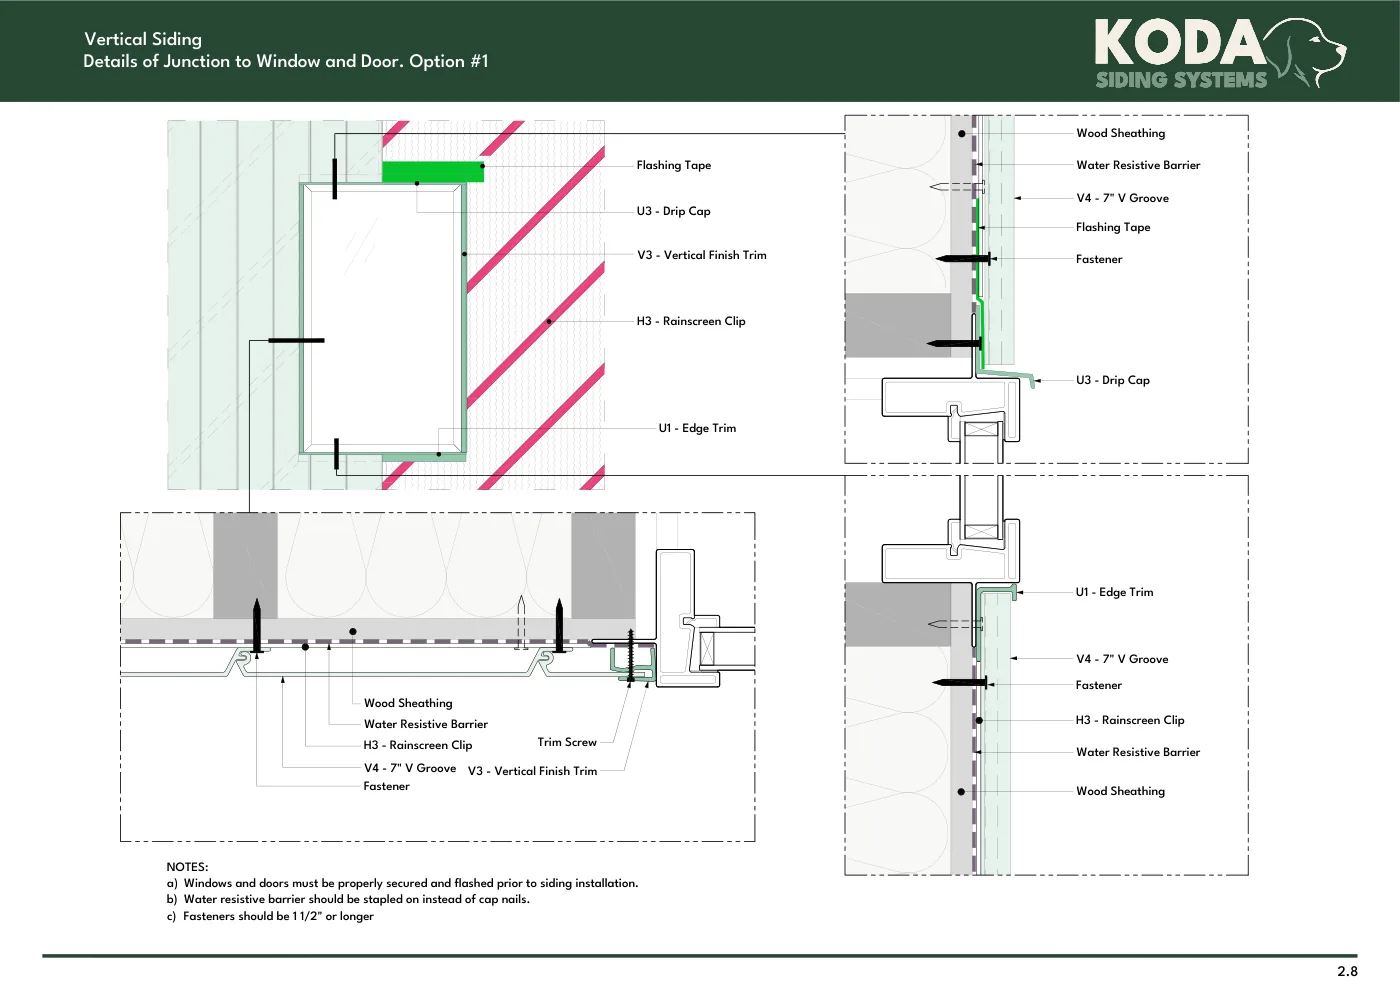 Vertical Siding
Details of Junction to Window and Door. Option #1
KODA
SIDING SYSTEMS
Flashing Tape
U3 - Drip Cap
V3 - Vertical Finish Trim
H3 - Rainscreen Clip
U1 - Edge Trim
Wood Sheathing
Water Resistive Barrier
V4 - 7" V Groove
Flashing Tape
Fastener
U3 - Drip Cap
U1 - Edge Trim
V4 - 7" V Groove
Fastener
H3 - Rainscreen Clip
Water Resistive Barrier
Wood Sheathing
Wood Sheathing
Water Resistive Barrier
H3 - Rainscreen Clip
V4 - 7" V Groove
Fastener
Trim Screw
V3 - Vertical Finish Trim
NOTES:
a) Windows and doors must be properly secured and flashed prior to siding installation.
b) Water resistive barrier should be stapled on instead of cap nails.
c) Fasteners should be 1 1/2" or longer
2.8